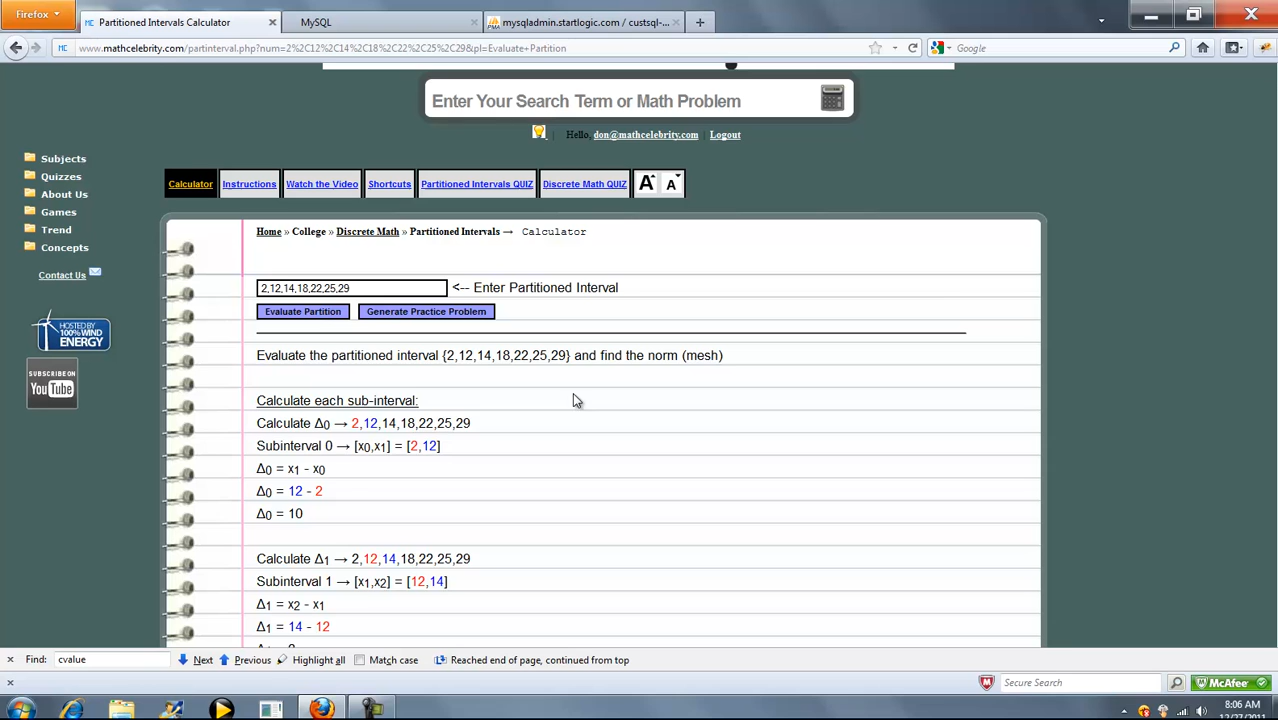 Firefox
Partitioned Intervals Calculator
MySQL
mysqladmin.startlogic.com / custsql-...
www.mathcelebrity.com/partinterval.php?num=2%2C12%2C14%2C18%2C22%2C25%2C29&pl=Evaluate+Partition
Google
Enter Your Search Term or Math Problem
Hello, don@mathcelebrity.com | Logout
Subjects
Quizzes
About Us
Games
Trend
Concepts
Contact Us
HOSTED BY
100% WIND
ENERGY
SUBSCRIBE ON
YouTube
Calculator Instructions Watch the Video Shortcuts Partitioned Intervals QUIZ Discrete Math QUIZ A A
Home » College » Discrete Math » Partitioned Intervals → Calculator
2,12,14,18,22,25,29 <-- Enter Partitioned Interval
Evaluate Partition Generate Practice Problem
Evaluate the partitioned interval {2,12,14,18,22,25,29} and find the norm (mesh)
Calculate each sub-interval:
Calculate Δ0 → 2,12,14,18,22,25,29
Subinterval 0 → [x0,x1] = [2,12]
Δ0 = x1 - x0
Δ0 = 12 - 2
Δ0 = 10
Calculate Δ1 → 2,12,14,18,22,25,29
Subinterval 1 → [x1,x2] = [12,14]
Δ1 = x2 - x1
Δ1 = 14 - 12
Find: cvalue Next Previous Highlight all Match case Reached end of page, continued from top
Secure Search McAfee
8:06 AM
12/27/2011